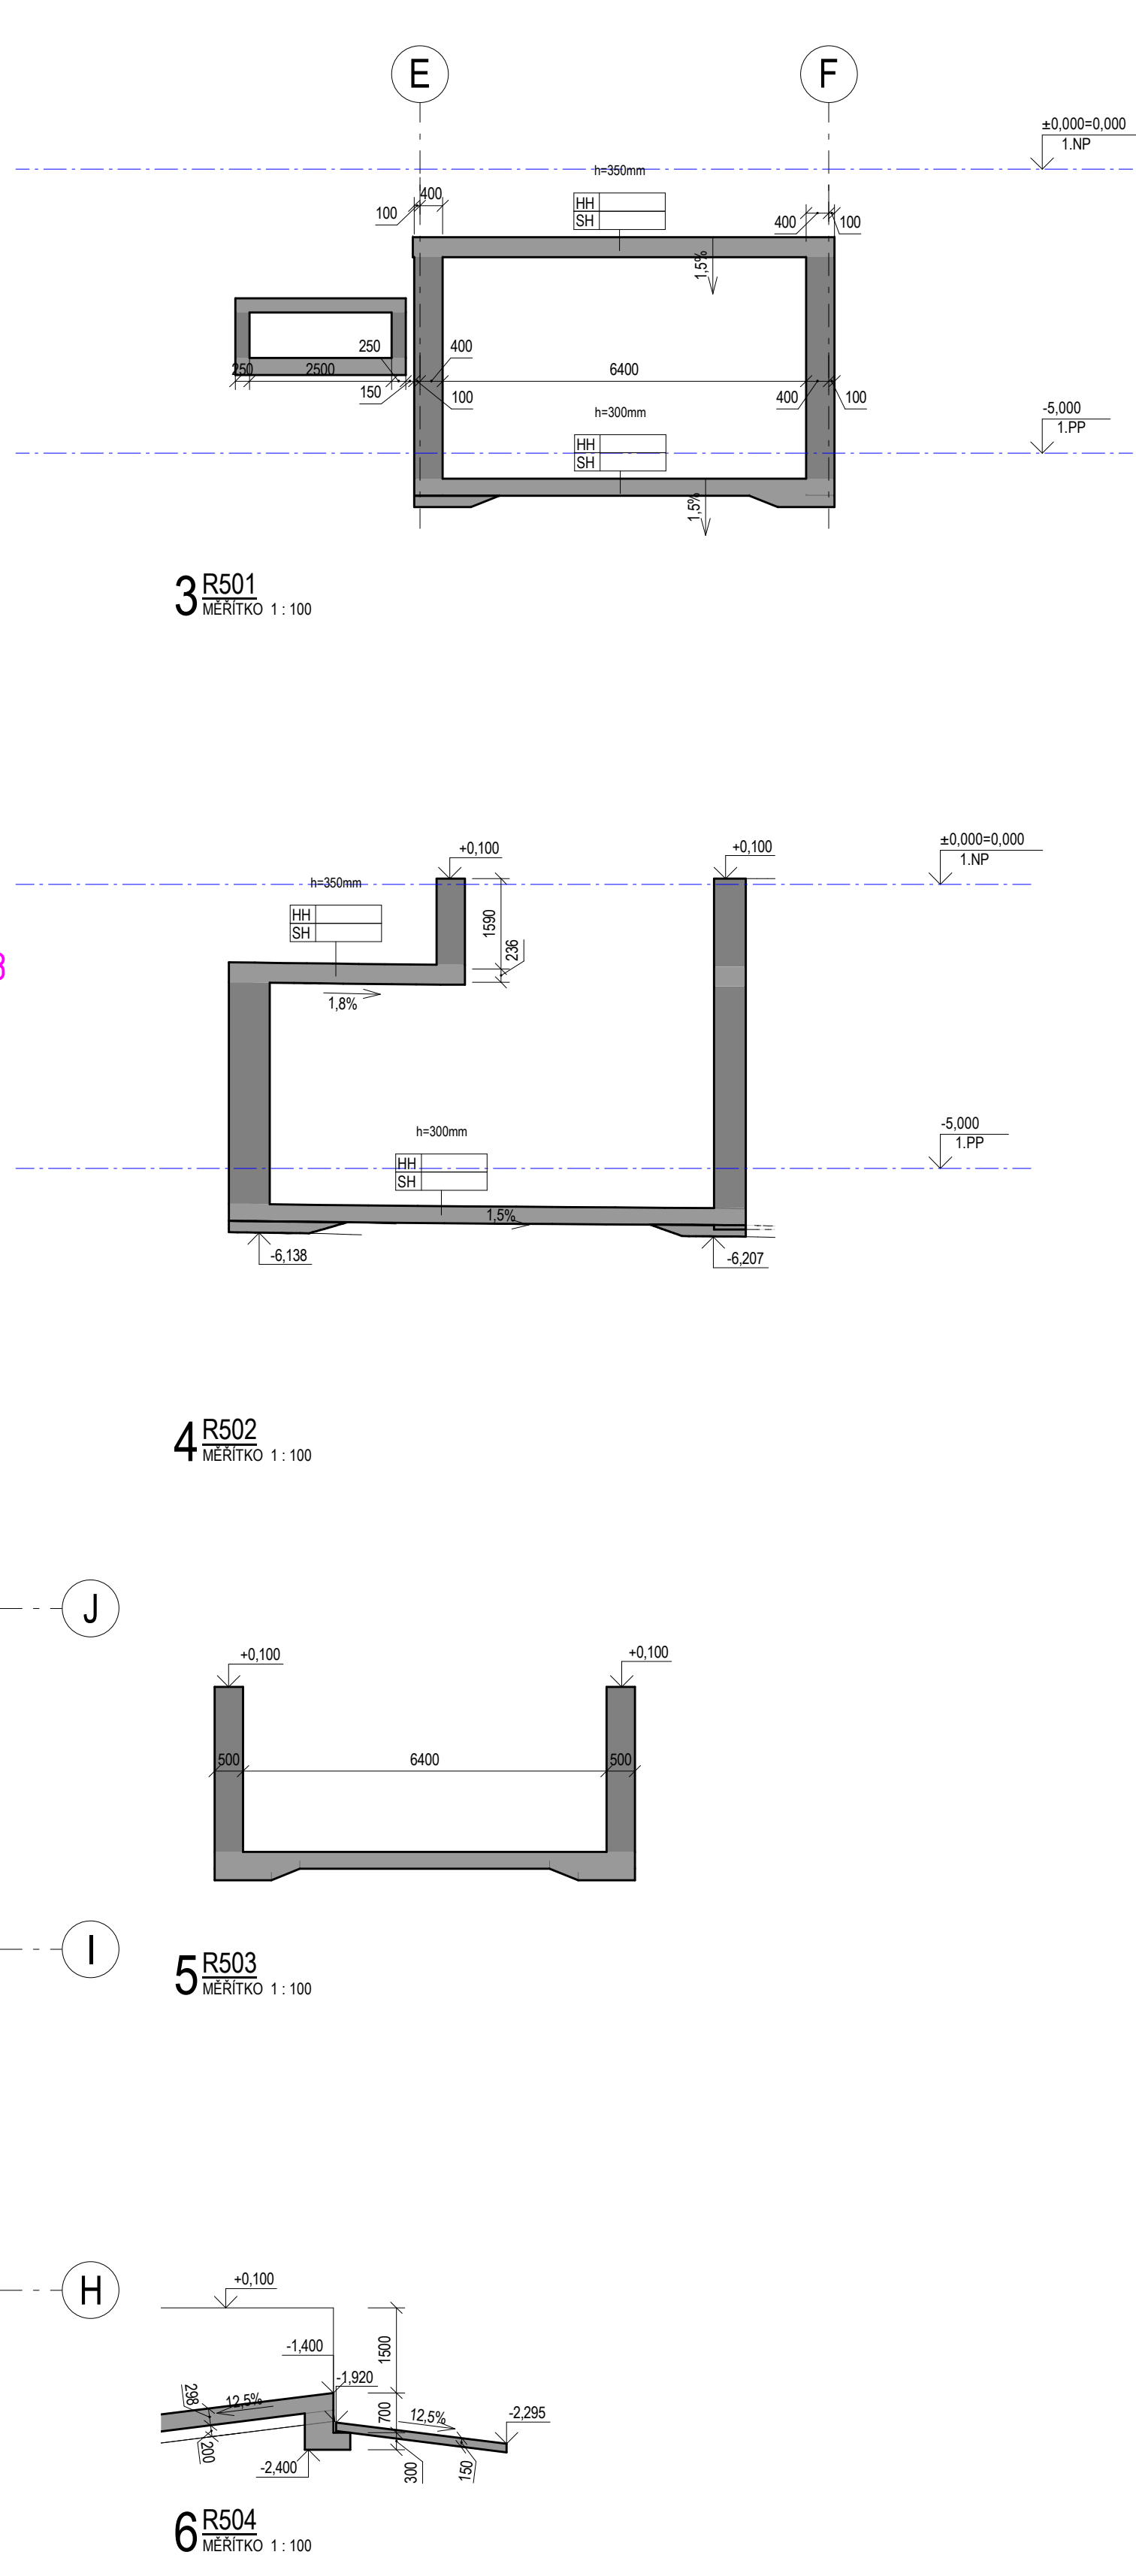 E
F
±0,000=0,000
1.NP
h=350mm
400
100
HH
SH
400
100
1,5%
250
400
250
2500
6400
150
100
400
100
h=300mm
HH
SH
-5,000
1.PP
1,5%
3
R501
MĚŘÍTKO 1 : 100
+0,100
+0,100
±0,000=0,000
1.NP
h=350mm
HH
SH
1590
236
1,8%
h=300mm
HH
SH
-5,000
1.PP
1,5%
-6,138
-6,207
4
R502
MĚŘÍTKO 1 : 100
J
+0,100
+0,100
500
6400
500
I
5
R503
MĚŘÍTKO 1 : 100
H
+0,100
-1,400
1500
-1,920
298
12,5%
700
12,5%
-2,295
200
-2,400
300
150
6
R504
MĚŘÍTKO 1 : 100